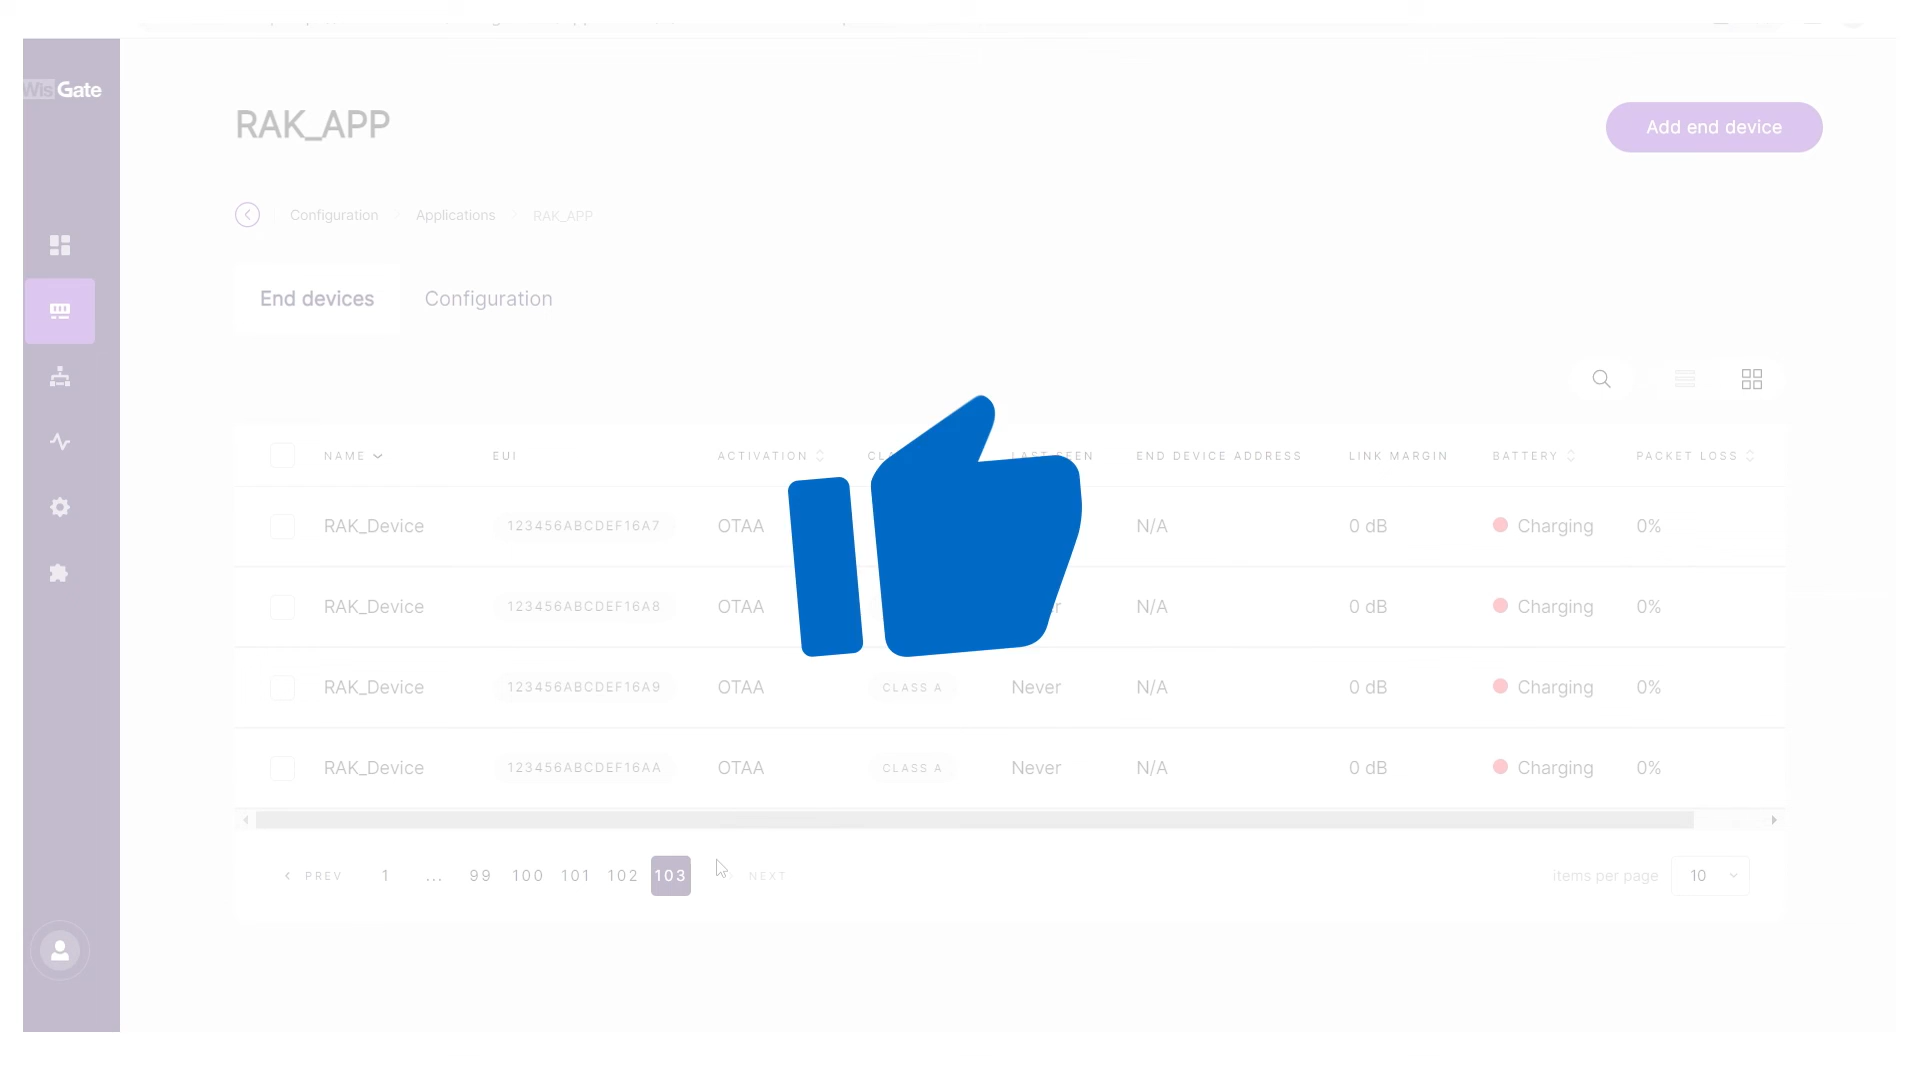 WisGate
RAK_APP
Add end device
Configuration Applications RAK_APP
End devices Configuration
NAME EUI ACTIVATION LAST SEEN END DEVICE ADDRESS LINK MARGIN BATTERY PACKET LOSS
RAK_Device 123456ABCDEF16A7 OTAA N/A 0 dB Charging 0%
RAK_Device 123456ABCDEF16A8 OTAA N/A 0 dB Charging 0%
RAK_Device 123456ABCDEF16A9 OTAA CLASS A Never N/A 0 dB Charging 0%
RAK_Device 123456ABCDEF16AA OTAA CLASS A Never N/A 0 dB Charging 0%
PREV 1 ... 99 100 101 102 103 NEXT items per page 10